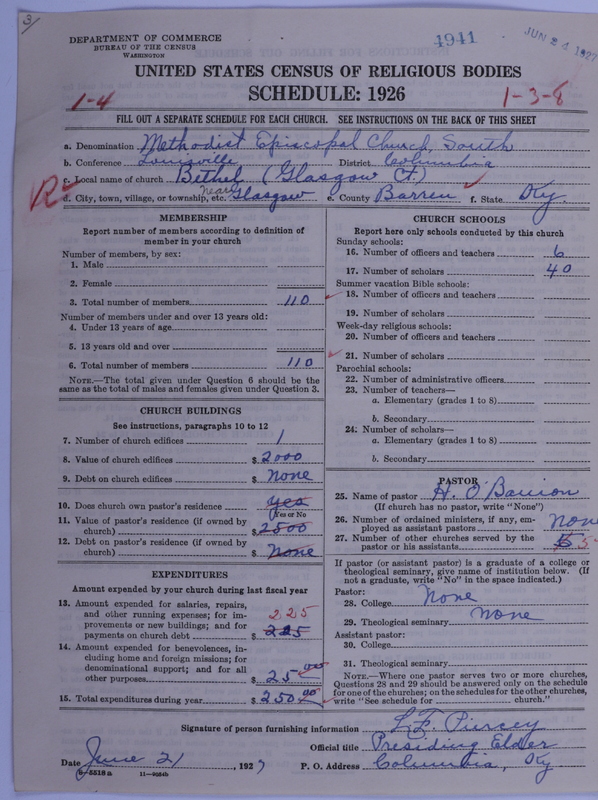 3
4941
JUN 24 1927
DEPARTMENT OF COMMERCE
BUREAU OF THE CENSUS
WASHINGTON
UNITED STATES CENSUS OF RELIGIOUS BODIES
SCHEDULE: 1926
1-4
1-3-8
FILL OUT A SEPARATE SCHEDULE FOR EACH CHURCH. SEE INSTRUCTIONS ON THE BACK OF THIS SHEET
a. Denomination Methodist Episcopal Church, South
b. Conference Louisville District Columbia
c. Local name of church Bethel (Glasgow Ct.)
R
d. City, town, village, or township, etc. Near Glasgow e. County Barren f. State Ky.
MEMBERSHIP
Report number of members according to definition of
member in your church
Number of members, by sex:
1. Male
2. Female
3. Total number of members 110
Number of members under and over 13 years old:
4. Under 13 years of age
5. 13 years old and over
6. Total number of members 110
NOTE.—The total given under Question 6 should be the
same as the total of males and females given under Question 3.
CHURCH BUILDINGS
See instructions, paragraphs 10 to 12
7. Number of church edifices 1
8. Value of church edifices $ 2000
9. Debt on church edifices $ None
10. Does church own pastor's residence yes
(Yes or No
11. Value of pastor's residence (if owned by
church) $ 2500
12. Debt on pastor's residence (if owned by
church) $ None
EXPENDITURES
Amount expended by your church during last fiscal year
13. Amount expended for salaries, repairs,
and other running expenses; for im-
provements or new buildings; and for
payments on church debt $ 225
225
14. Amount expended for benevolences, in-
cluding home and foreign missions; for
denominational support; and for all
other purposes $ 25 00
15. Total expenditures during year $ 250 00
CHURCH SCHOOLS
Report here only schools conducted by this church
Sunday schools:
16. Number of officers and teachers 6
17. Number of scholars 40
Summer vacation Bible schools:
18. Number of officers and teachers
19. Number of scholars
Week-day religious schools:
20. Number of officers and teachers
21. Number of scholars
Parochial schools:
22. Number of administrative officers
23. Number of teachers—
a. Elementary (grades 1 to 8)
b. Secondary
24. Number of scholars—
a. Elementary (grades 1 to 8)
b. Secondary
PASTOR
25. Name of pastor H. O'Bannon
(If church has no pastor, write "None")
26. Number of ordained ministers, if any, em-
ployed as assistant pastors None
27. Number of other churches served by the
pastor or his assistants 5
If pastor (or assistant pastor) is a graduate of a college or
theological seminary, give name of institution below. (If
not a graduate, write "No" in the space indicated.)
Pastor:
28. College None
29. Theological seminary None
Assistant pastor:
30. College
31. Theological seminary
NOTE.—Where one pastor serves two or more churches,
Questions 28 and 29 should be answered only on the schedule
for one of the churches; on the schedules for the other churches,
write "See schedule for church."
Signature of person furnishing information L. F. Piercey
Official title Presiding Elder
Date June 21, 1927 P. O. Address Columbia, Ky